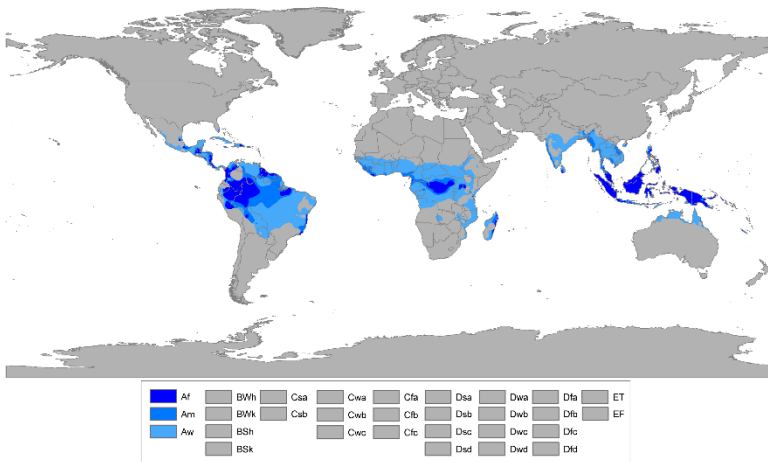 Af BWh Csa Cwa Cfa Dsa Dwa Dfa ET
Am BWk Csb Cwb Cfb Dsb Dwb Dfb EF
Aw BSh Cwc Cfc Dsc Dwc Dfc
BSk Dsd Dwd Dfd